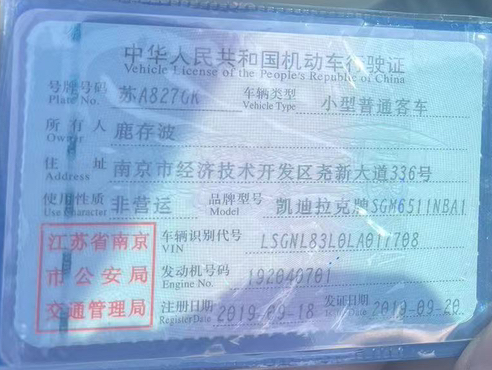 中华人民共和国机动车行驶证
Vehicle License of the People's Republic of China
号牌号码 苏A8270K 车辆类型 小型普通客车
Plate No. Vehicle Type
所有人 鹿存波
Owner
住址 南京市经济技术开发区尧新大道336号
Address
使用性质 非营运 品牌型号 凯迪拉克牌SGM6511NBA1
Use Character Model
江苏省南京市公安局交通管理局
车辆识别代号 LSGNL83L0LA017708
VIN
发动机号码 192040701
Engine No.
注册日期 2019-09-18 发证日期 2019-09-20
Register Date Issue Date